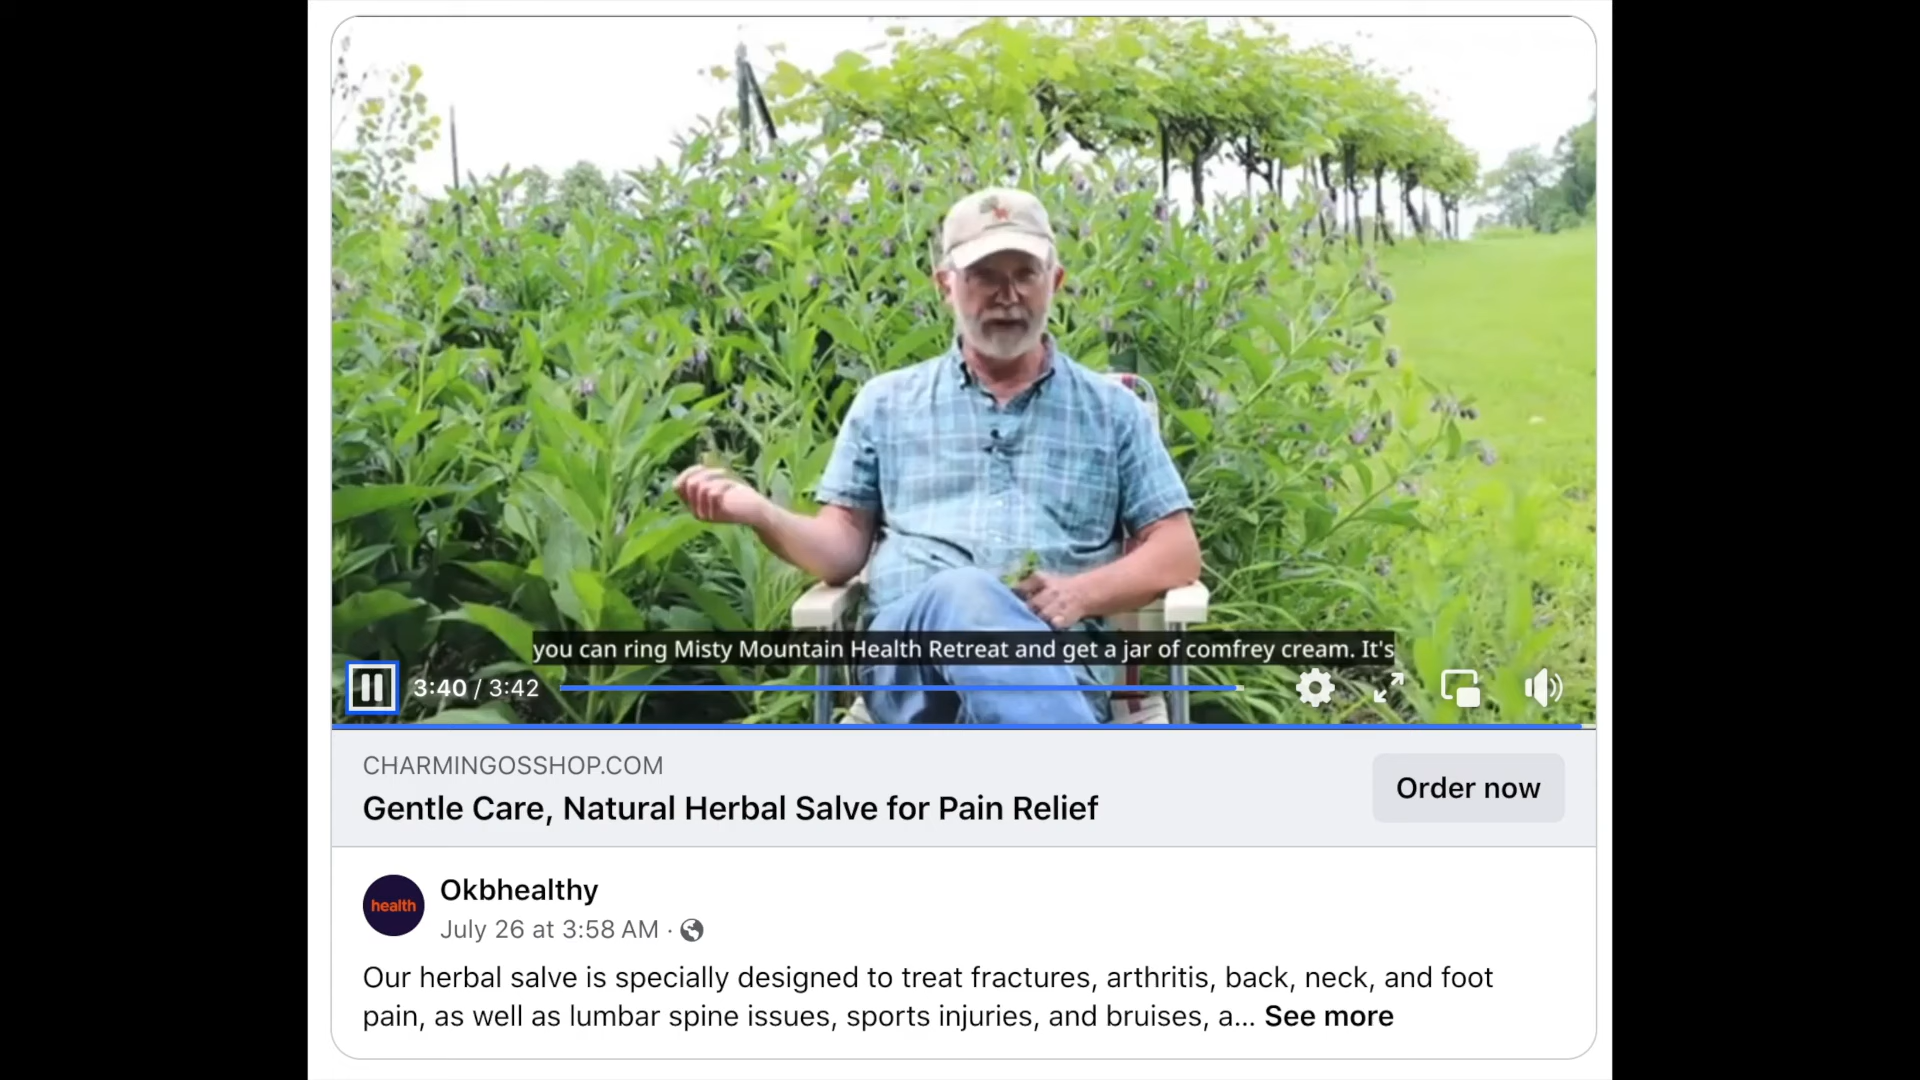 you can ring Misty Mountain Health Retreat and get a jar of comfrey cream. It's
3:40 / 3:42
CHARMINGOSSHOP.COM
Gentle Care, Natural Herbal Salve for Pain Relief
Order now
health
Okbhealthy
July 26 at 3:58 AM ·
Our herbal salve is specially designed to treat fractures, arthritis, back, neck, and foot
pain, as well as lumbar spine issues, sports injuries, and bruises, a... See more